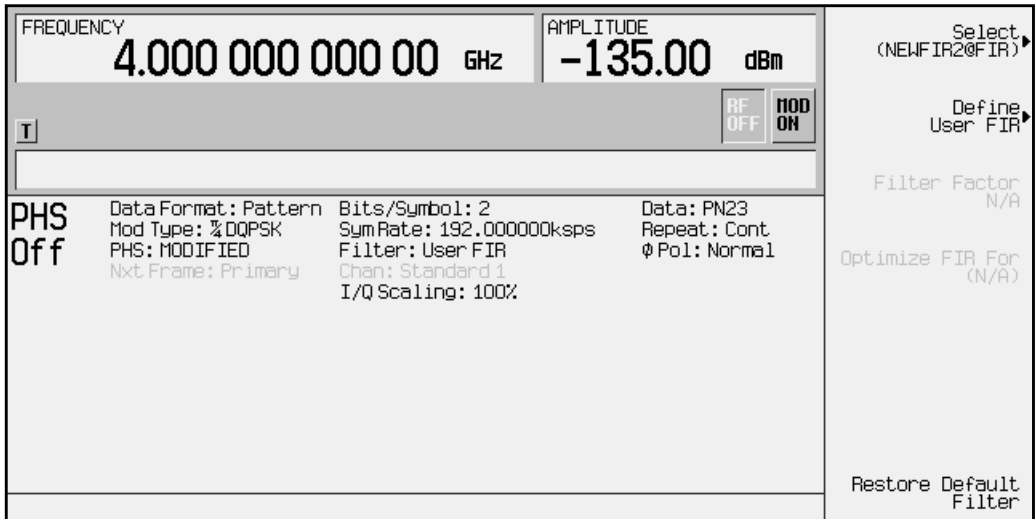 FREQUENCY
4.000 000 000 00 GHz
AMPLITUDE
-135.00 dBm
RF
OFF
MOD
ON
T
PHS
Off
Data Format: Pattern
Mod Type: π/4 DQPSK
PHS: MODIFIED
Nxt Frame: Primary
Bits/Symbol: 2
Sym Rate: 192.000000ksps
Filter: User FIR
Chan: Standard 1
I/Q Scaling: 100%
Data: PN23
Repeat: Cont
Φ Pol: Normal
Select
(NEWFIR2@FIR)
Define
User FIR
Filter Factor
N/A
Optimize FIR For
(N/A)
Restore Default
Filter